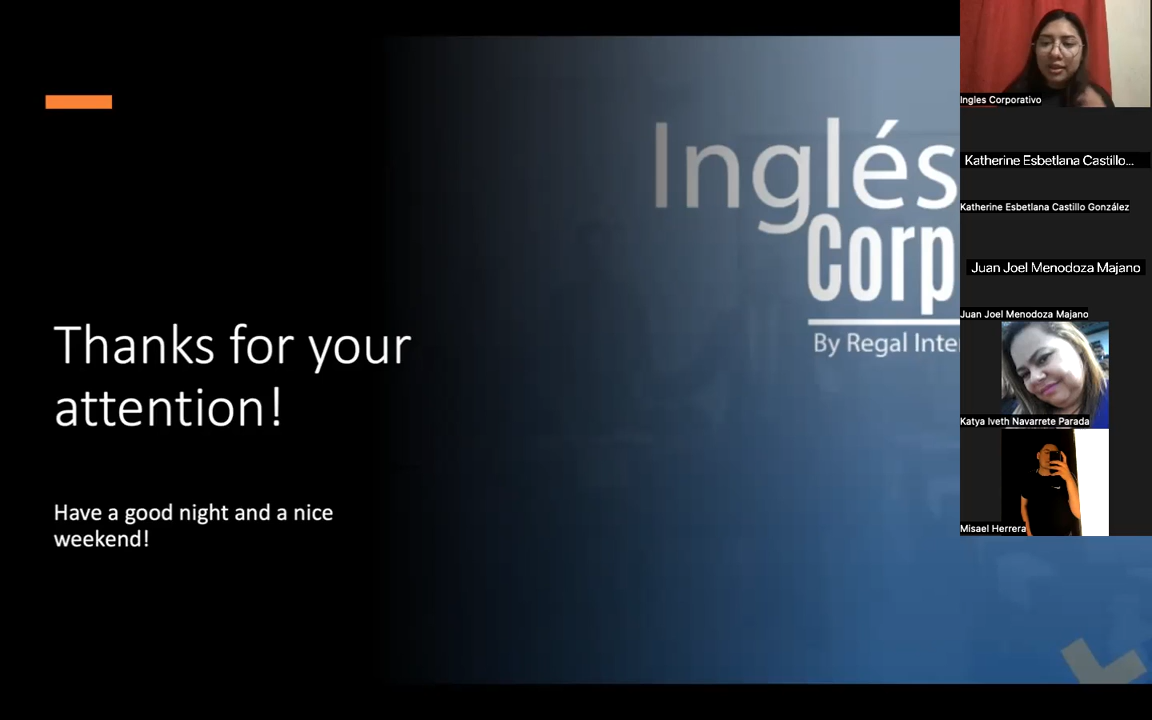 Inglés
Corp
By Regal Inte
Thanks for your
attention!
Have a good night and a nice
weekend!
Ingles Corporativo
Katherine Esbetlana Castillo...
Katherine Esbetlana Castillo González
Juan Joel Menodoza Majano
Juan Joel Menodoza Majano
Katya Iveth Navarrete Parada
Misael Herrera